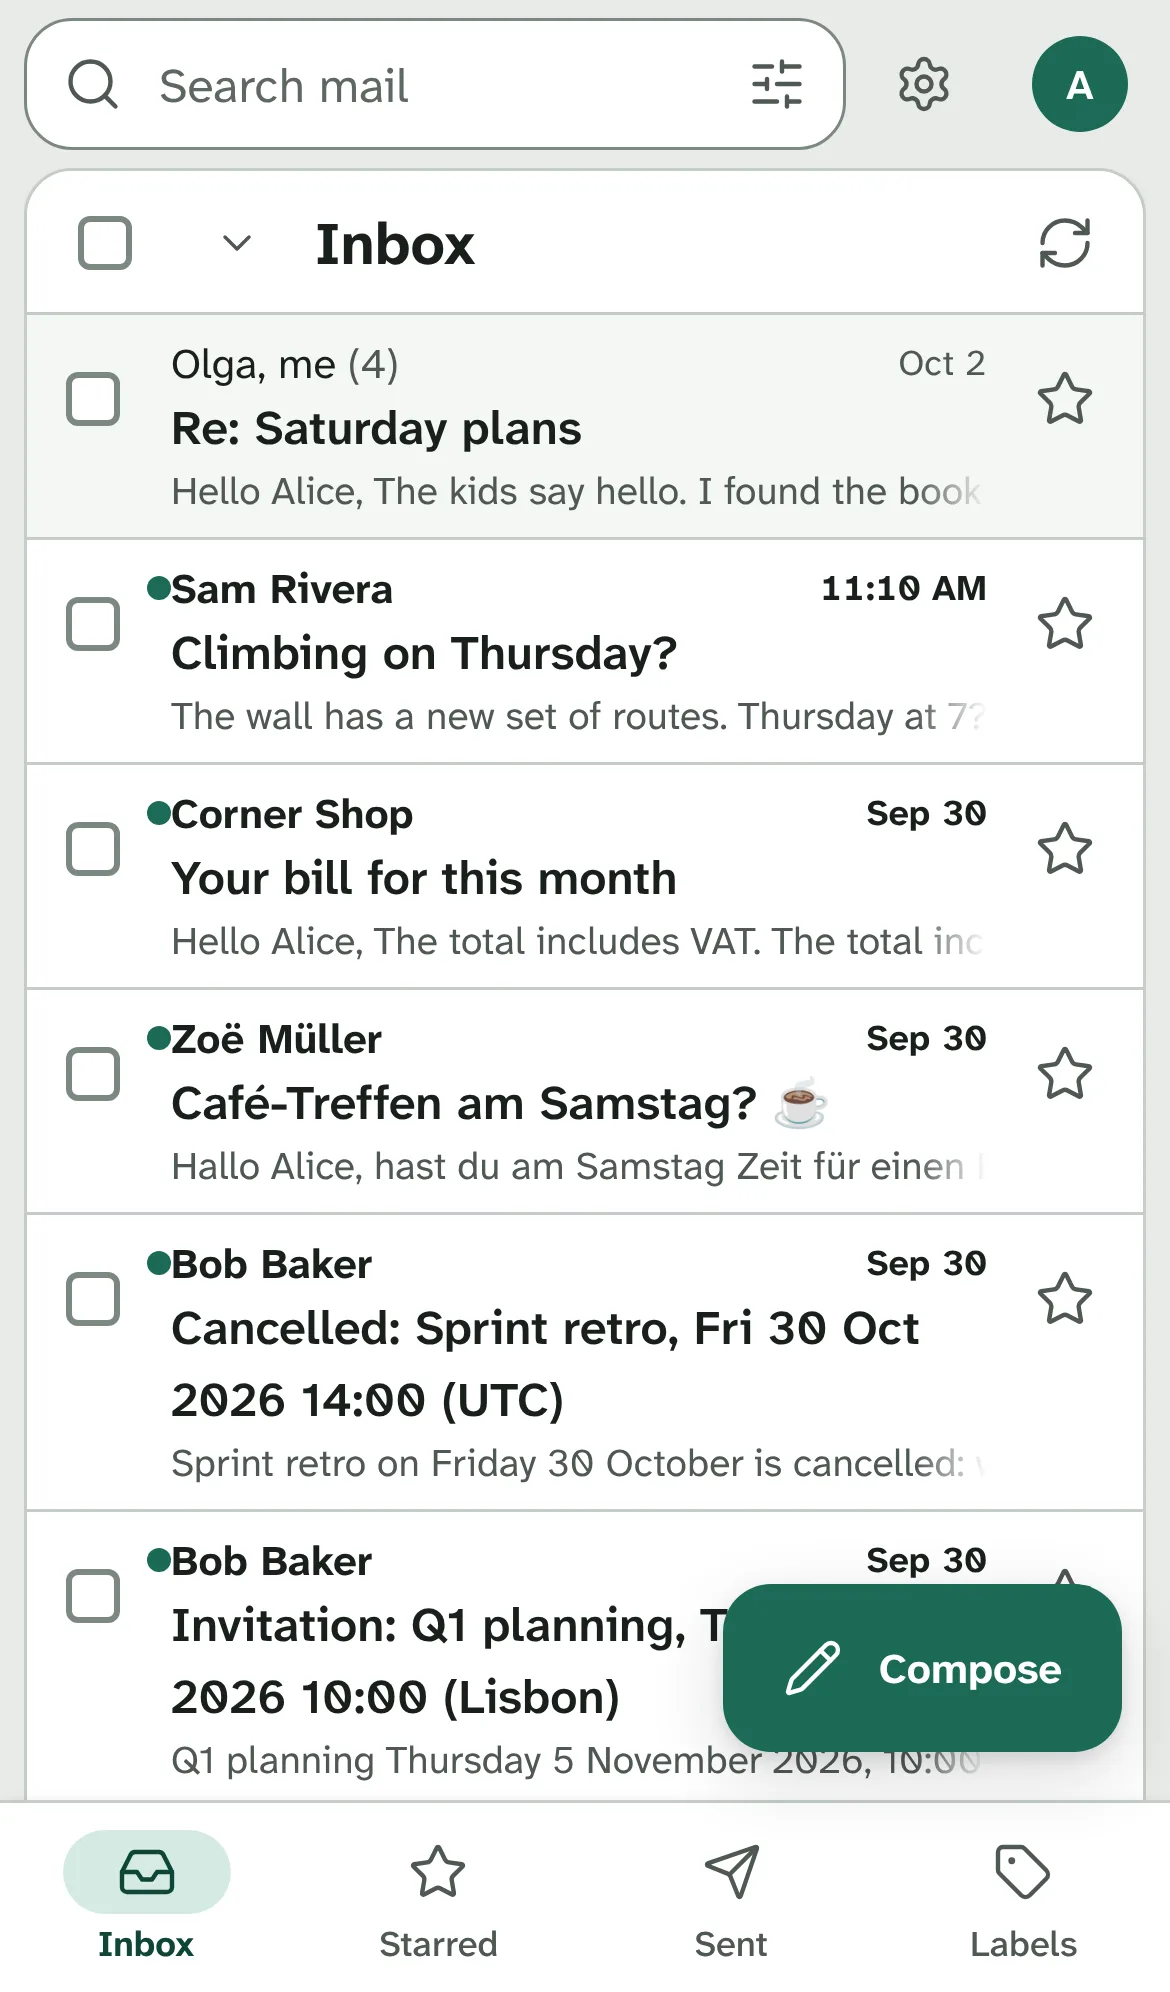 Search mail
A
Inbox
Olga, me (4)
Oct 2
Re: Saturday plans
Hello Alice, The kids say hello. I found the book
Sam Rivera
11:10 AM
Climbing on Thursday?
The wall has a new set of routes. Thursday at 7?
Corner Shop
Sep 30
Your bill for this month
Hello Alice, The total includes VAT. The total inc
Zoë Müller
Sep 30
Café-Treffen am Samstag? ☕
Hallo Alice, hast du am Samstag Zeit für einen
Bob Baker
Sep 30
Cancelled: Sprint retro, Fri 30 Oct
2026 14:00 (UTC)
Sprint retro on Friday 30 October is cancelled:
Bob Baker
Sep 30
Invitation: Q1 planning,
2026 10:00 (Lisbon)
Q1 planning Thursday 5 November 2026, 10:00
Compose
Inbox
Starred
Sent
Labels